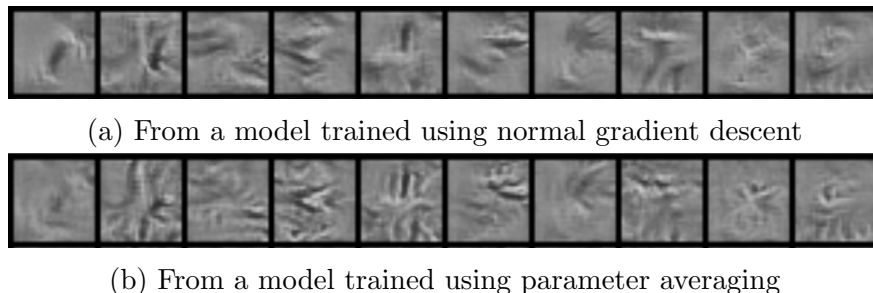 (a) From a model trained using normal gradient descent
(b) From a model trained using parameter averaging